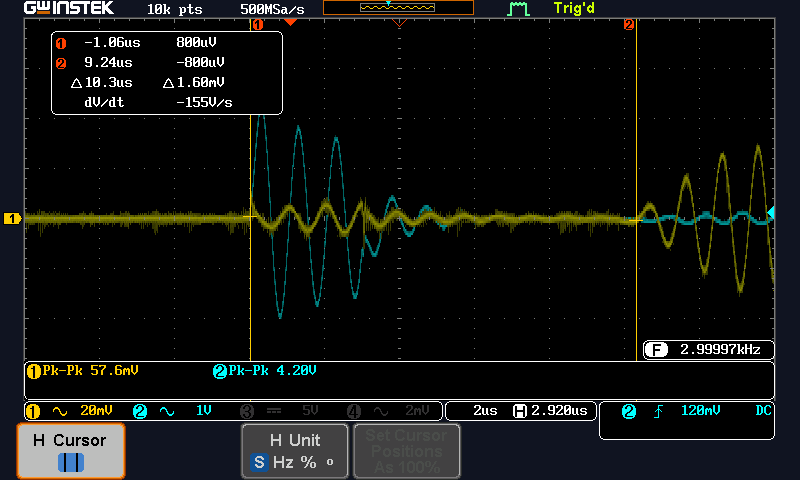 GWINSTEK 10k pts 500MSa/s Trig'd
1 2
1 -1.06us 800uV
2 9.24us -800uV
△10.3us △1.60mV
dV/dt -155V/s
1
F 2.99997kHz
1 Pk-Pk 57.6mV 2 Pk-Pk 4.20V
1 20mV 2 1V 3 5V 4 2mV 2us H 2.920us 2 120mV DC
H Cursor
H Unit
S Hz % °
Set Cursor
Positions
As 100%